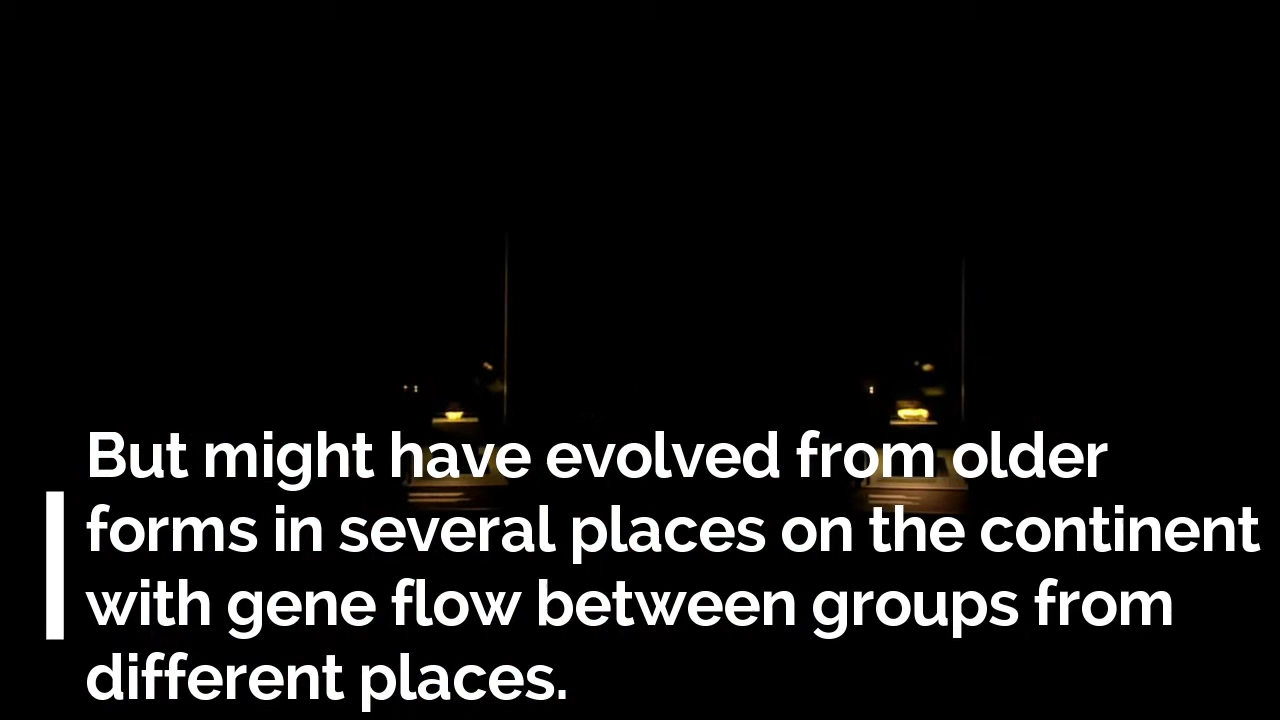 But might have evolved from older
forms in several places on the continent
with gene flow between groups from
different places.